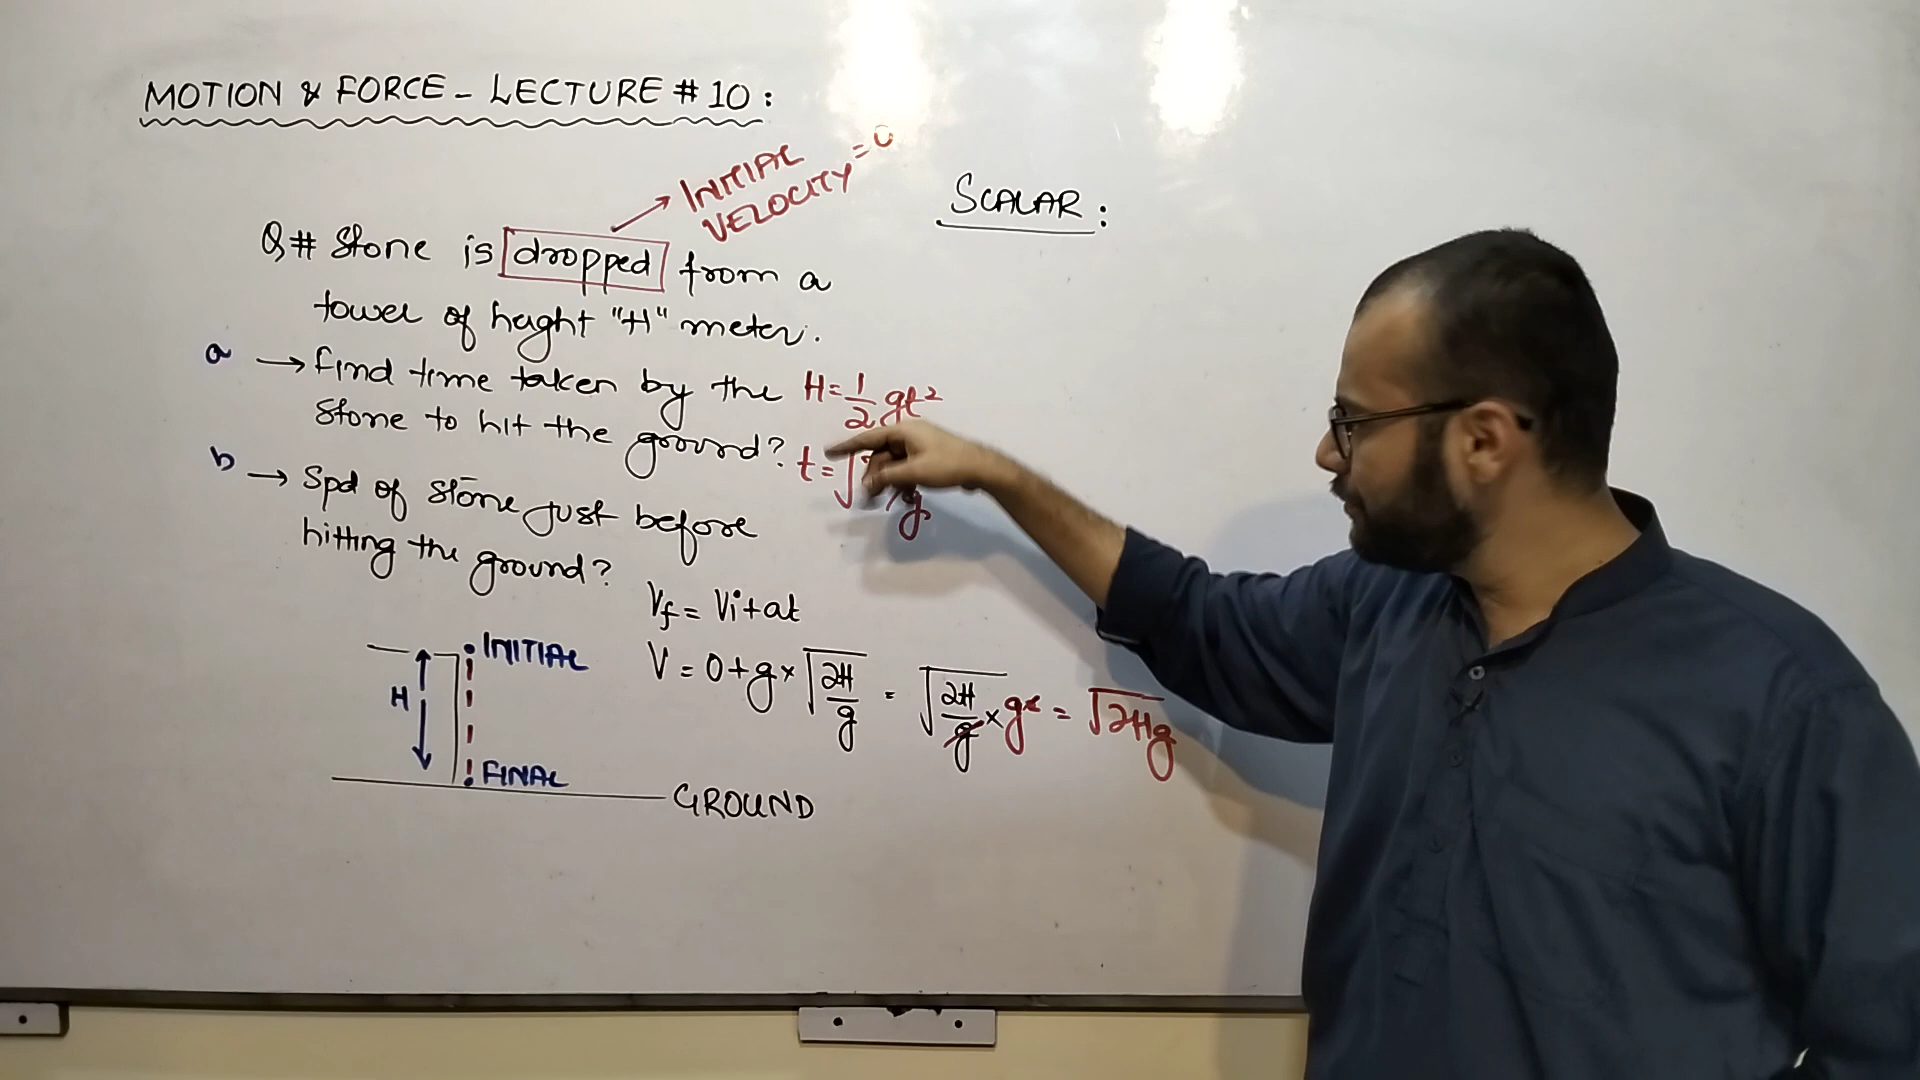 MOTION & FORCE - LECTURE # 10 :
INITIAL
VELOCITY = 0
SCALAR :
Q# Stone is dropped from a
tower of height "H" meter.
a → find time taken by the
stone to hit the ground?
H = 1/2 gt²
t = √ /g
b → Spd of stone just before
hitting the ground?
Vf = Vi + at
V = 0 + g × √2H/g = √2H/g × g² = √2Hg
INITIAL
H
FINAL
GROUND